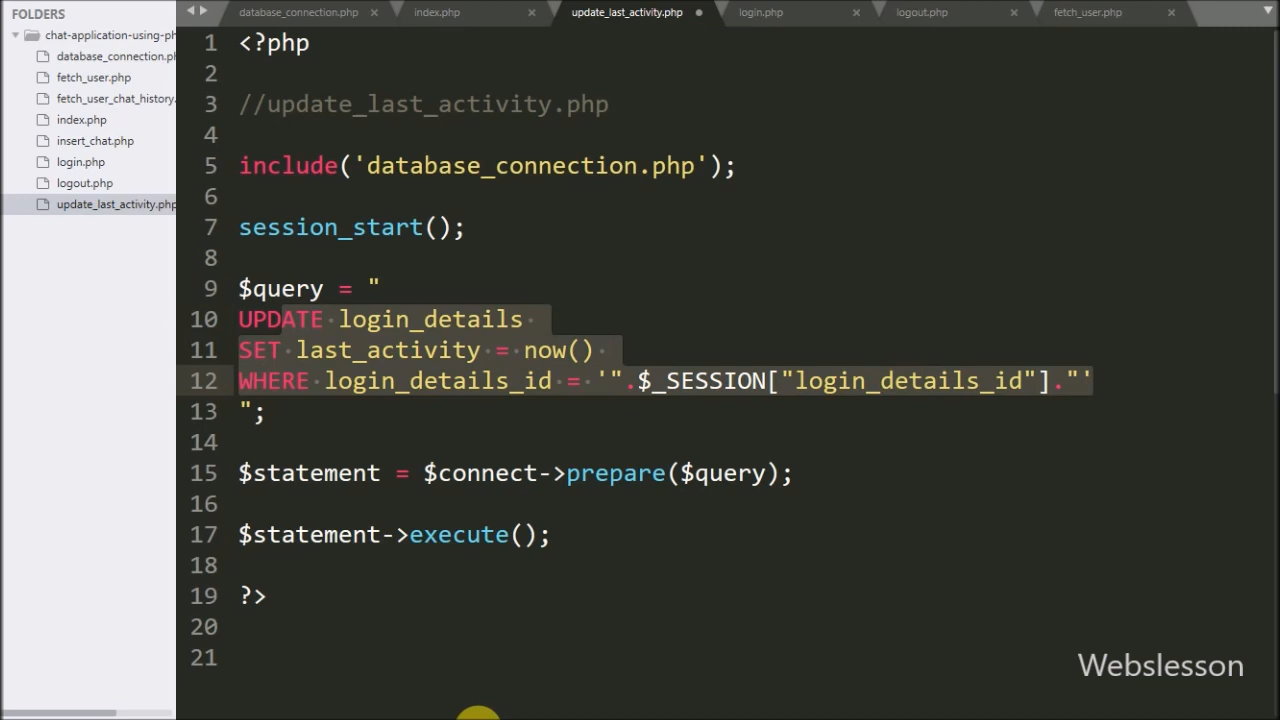 FOLDERS
chat-application-using-ph
database_connection.ph
fetch_user.php
fetch_user_chat_history.
index.php
insert_chat.php
login.php
logout.php
update_last_activity.php
database_connection.php
index.php
update_last_activity.php
login.php
logout.php
fetch_user.php
1 <?php
2
3 //update_last_activity.php
4
5 include('database_connection.php');
6
7 session_start();
8
9 $query = "
10 UPDATE login_details
11 SET last_activity = now()
12 WHERE login_details_id = '".$_SESSION["login_details_id"]."'
13 ";
14
15 $statement = $connect->prepare($query);
16
17 $statement->execute();
18
19 ?>
20
21
Webslesson